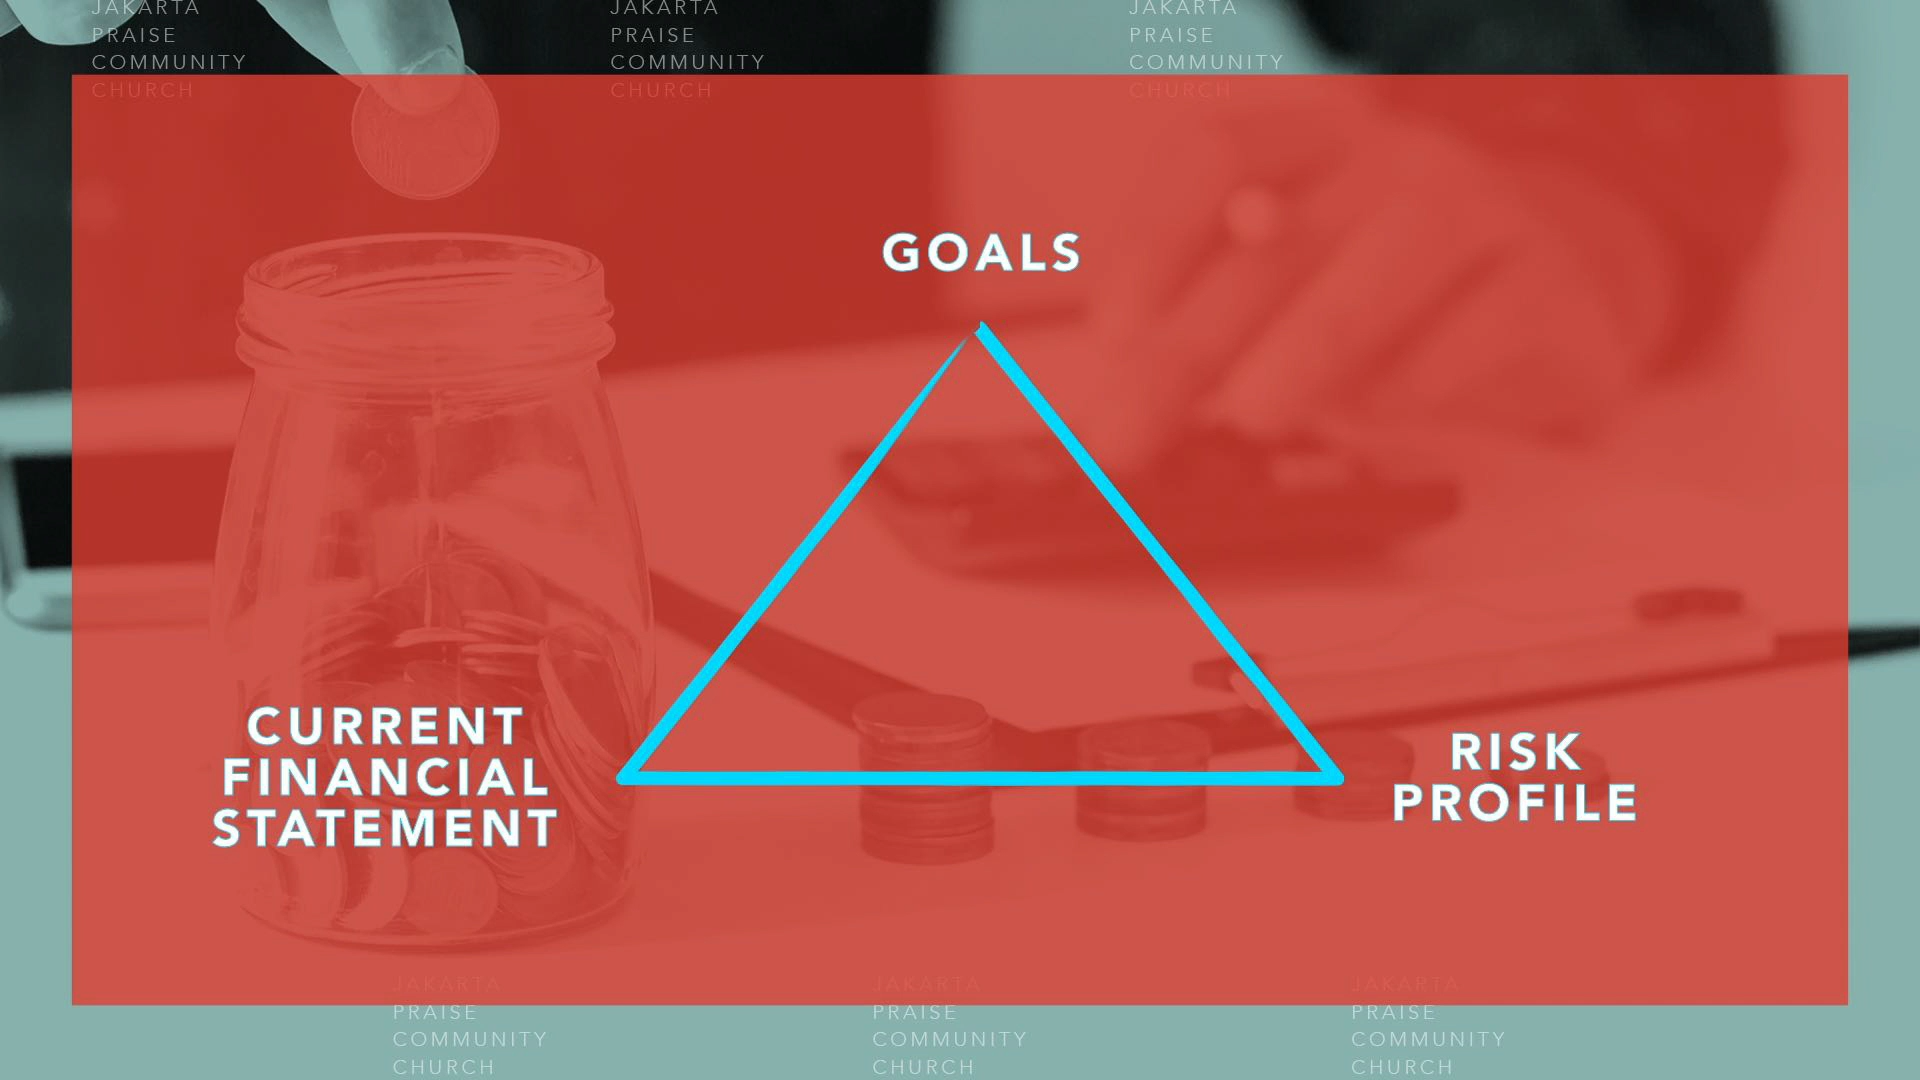 JAKARTA
PRAISE
COMMUNITY
CHURCH
JAKARTA
PRAISE
COMMUNITY
CHURCH
JAKARTA
PRAISE
COMMUNITY
CHURCH
GOALS
CURRENT
FINANCIAL
STATEMENT
RISK
PROFILE
JAKARTA
PRAISE
COMMUNITY
CHURCH
JAKARTA
PRAISE
COMMUNITY
CHURCH
JAKARTA
PRAISE
COMMUNITY
CHURCH